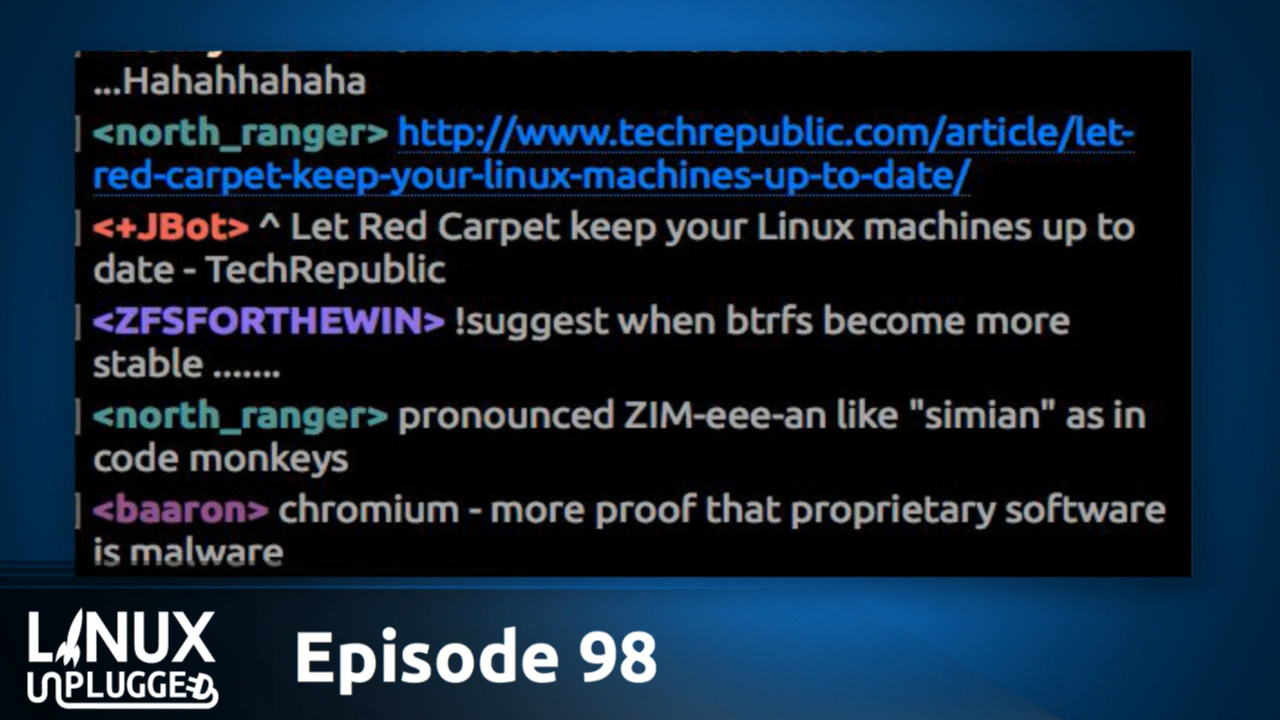 ...Hahahhahaha
<north_ranger> http://www.techrepublic.com/article/let-
red-carpet-keep-your-linux-machines-up-to-date/
<+JBot> ^ Let Red Carpet keep your Linux machines up to
date - TechRepublic
<ZFSFORTHEWIN> !suggest when btrfs become more
stable .......
<north_ranger> pronounced ZIM-eee-an like "simian" as in
code monkeys
<baaron> chromium - more proof that proprietary software
is malware
LINUX
UNPLUGGED
Episode 98